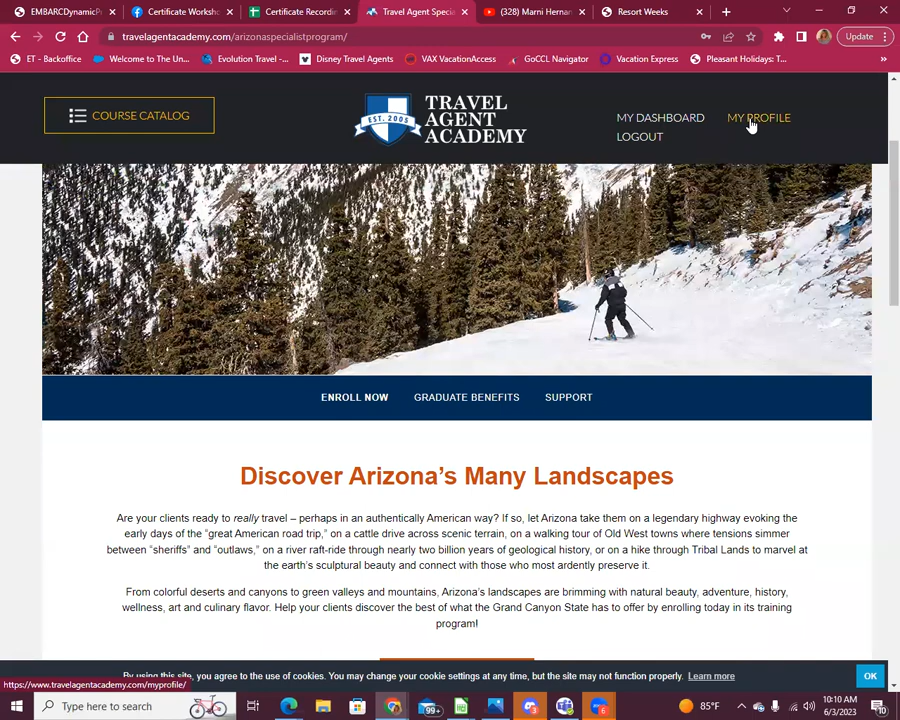 EMBARCDynamicP
Certificate Worksh
Certificate Recordin
Travel Agent Specia
(328) Marni Hernan
Resort Weeks
travelagentacademy.com/arizonaspecialistprogram/
Update
ET - Backoffice
Welcome to The Un...
Evolution Travel -...
Disney Travel Agents
VAX VacationAccess
GoCCL Navigator
Vacation Express
Pleasant Holidays: T...
COURSE CATALOG
EST. 2005
TRAVEL
AGENT
ACADEMY
MY DASHBOARD
MY PROFILE
LOGOUT
ENROLL NOW
GRADUATE BENEFITS
SUPPORT
Discover Arizona's Many Landscapes
Are your clients ready to really travel – perhaps in an authentically American way? If so, let Arizona take them on a legendary highway evoking the
early days of the "great American road trip," on a cattle drive across scenic terrain, on a walking tour of Old West towns where tensions simmer
between "sheriffs" and "outlaws," on a river raft-ride through nearly two billion years of geological history, or on a hike through Tribal Lands to marvel at
the earth's sculptural beauty and connect with those who most ardently preserve it.
From colorful deserts and canyons to green valleys and mountains, Arizona's landscapes are brimming with natural beauty, adventure, history,
wellness, art and culinary flavor. Help your clients discover the best of what the Grand Canyon State has to offer by enrolling today in its training
program!
By using this site, you agree to the use of cookies. You may change your cookie settings at any time, but the site may not function properly.
Learn more
OK
https://www.travelagentacademy.com/myprofile/
Type here to search
99+
6
85°F
10:10 AM
6/3/2023
10